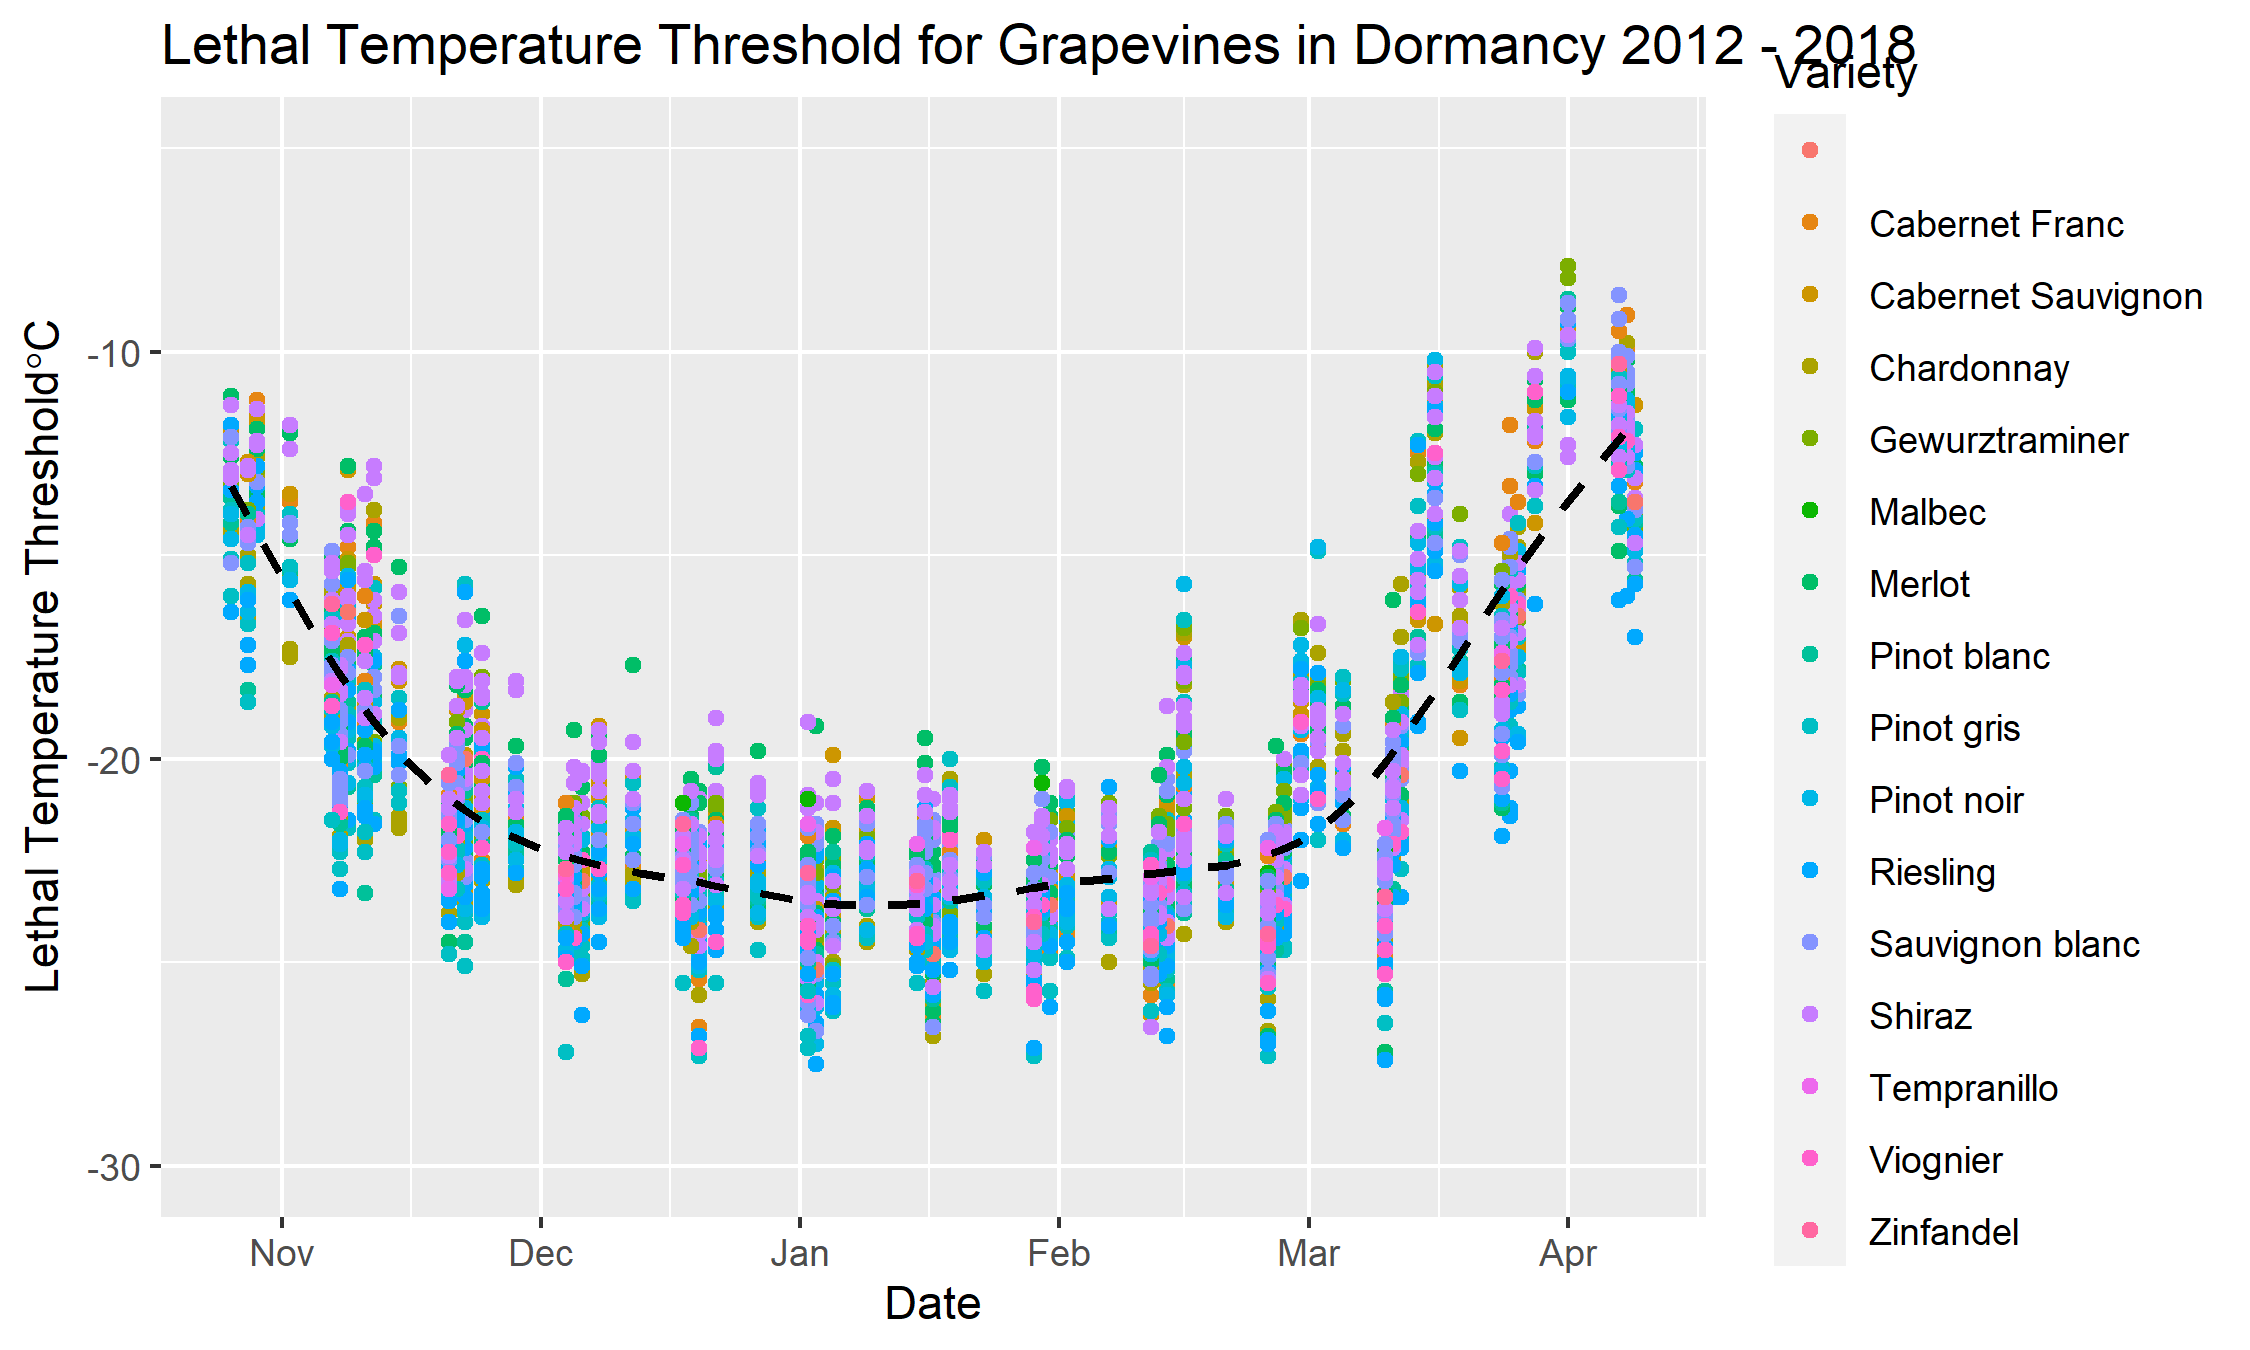 Lethal Temperature Threshold for Grapevines in Dormancy 2012 - 2018
Variety
Cabernet Franc
Cabernet Sauvignon
Chardonnay
Gewurztraminer
Malbec
Merlot
Pinot blanc
Pinot gris
Pinot noir
Riesling
Sauvignon blanc
Shiraz
Tempranillo
Viognier
Zinfandel
Lethal Temperature Threshold°C
-10
-20
-30
Nov Dec Jan Feb Mar Apr
Date